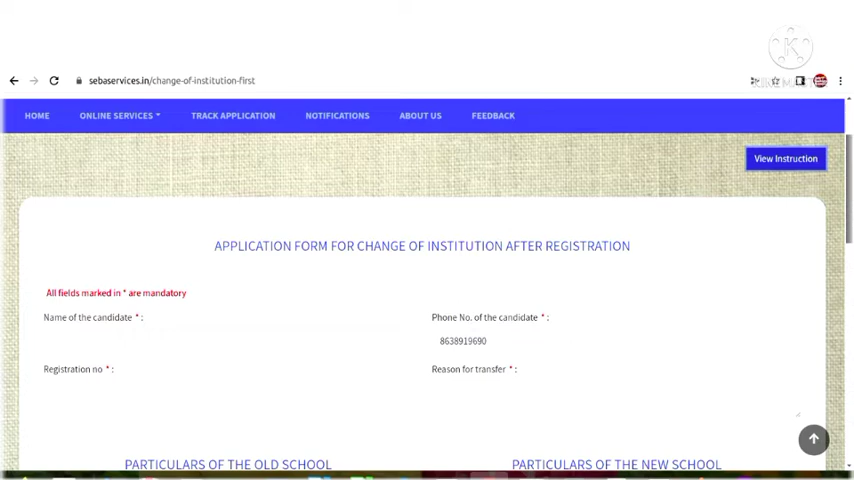 sebaservices.in/change-of-institution-first
HOME ONLINE SERVICES TRACK APPLICATION NOTIFICATIONS ABOUT US FEEDBACK
View Instruction
APPLICATION FORM FOR CHANGE OF INSTITUTION AFTER REGISTRATION
All fields marked in * are mandatory
Name of the candidate * : Phone No. of the candidate * :
8638919690
Registration no * : Reason for transfer * :
PARTICULARS OF THE OLD SCHOOL PARTICULARS OF THE NEW SCHOOL